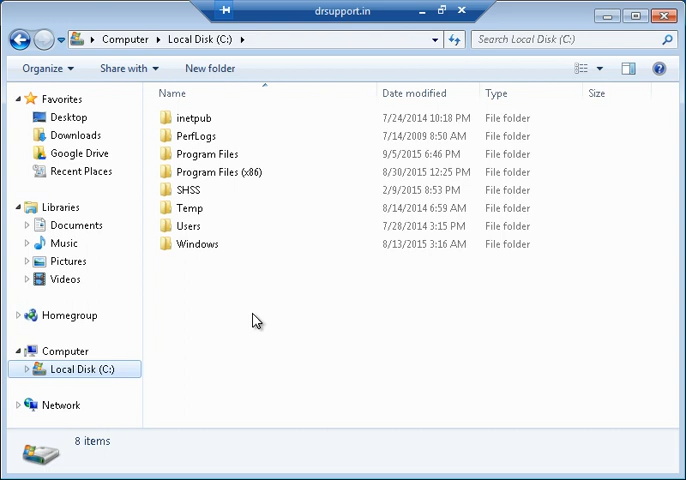 drsupport.in
Computer Local Disk (C:)
Search Local Disk (C:)
Organize Share with New folder
Name Date modified Type Size
inetpub 7/24/2014 10:18 PM File folder
PerfLogs 7/14/2009 8:50 AM File folder
Program Files 9/5/2015 6:46 PM File folder
Program Files (x86) 8/30/2015 12:25 PM File folder
SHSS 2/9/2015 8:53 PM File folder
Temp 8/14/2014 6:59 AM File folder
Users 7/28/2014 3:15 PM File folder
Windows 8/13/2015 3:16 AM File folder
Favorites
Desktop
Downloads
Google Drive
Recent Places
Libraries
Documents
Music
Pictures
Videos
Homegroup
Computer
Local Disk (C:)
Network
8 items